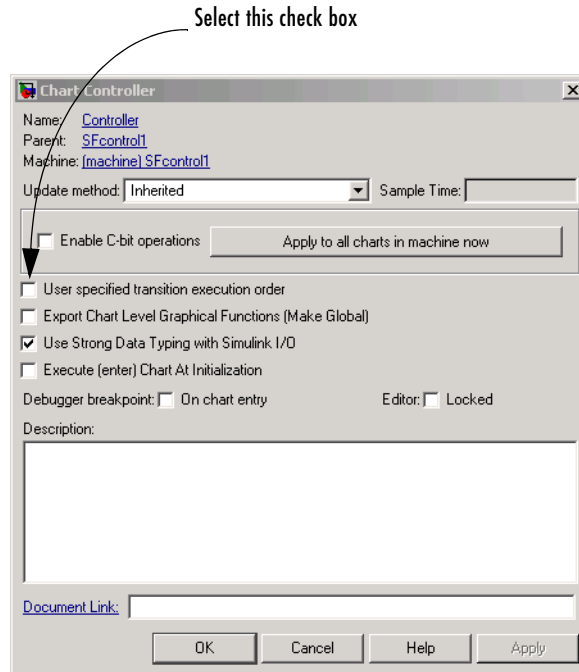 Select this check box
Chart Controller
Name: Controller
Parent: SFcontrol1
Machine: (machine) SFcontrol1
Update method: Inherited Sample Time:
Enable C-bit operations Apply to all charts in machine now
User specified transition execution order
Export Chart Level Graphical Functions (Make Global)
Use Strong Data Typing with Simulink I/O
Execute (enter) Chart At Initialization
Debugger breakpoint: On chart entry Editor: Locked
Description:
Document Link:
OK Cancel Help Apply